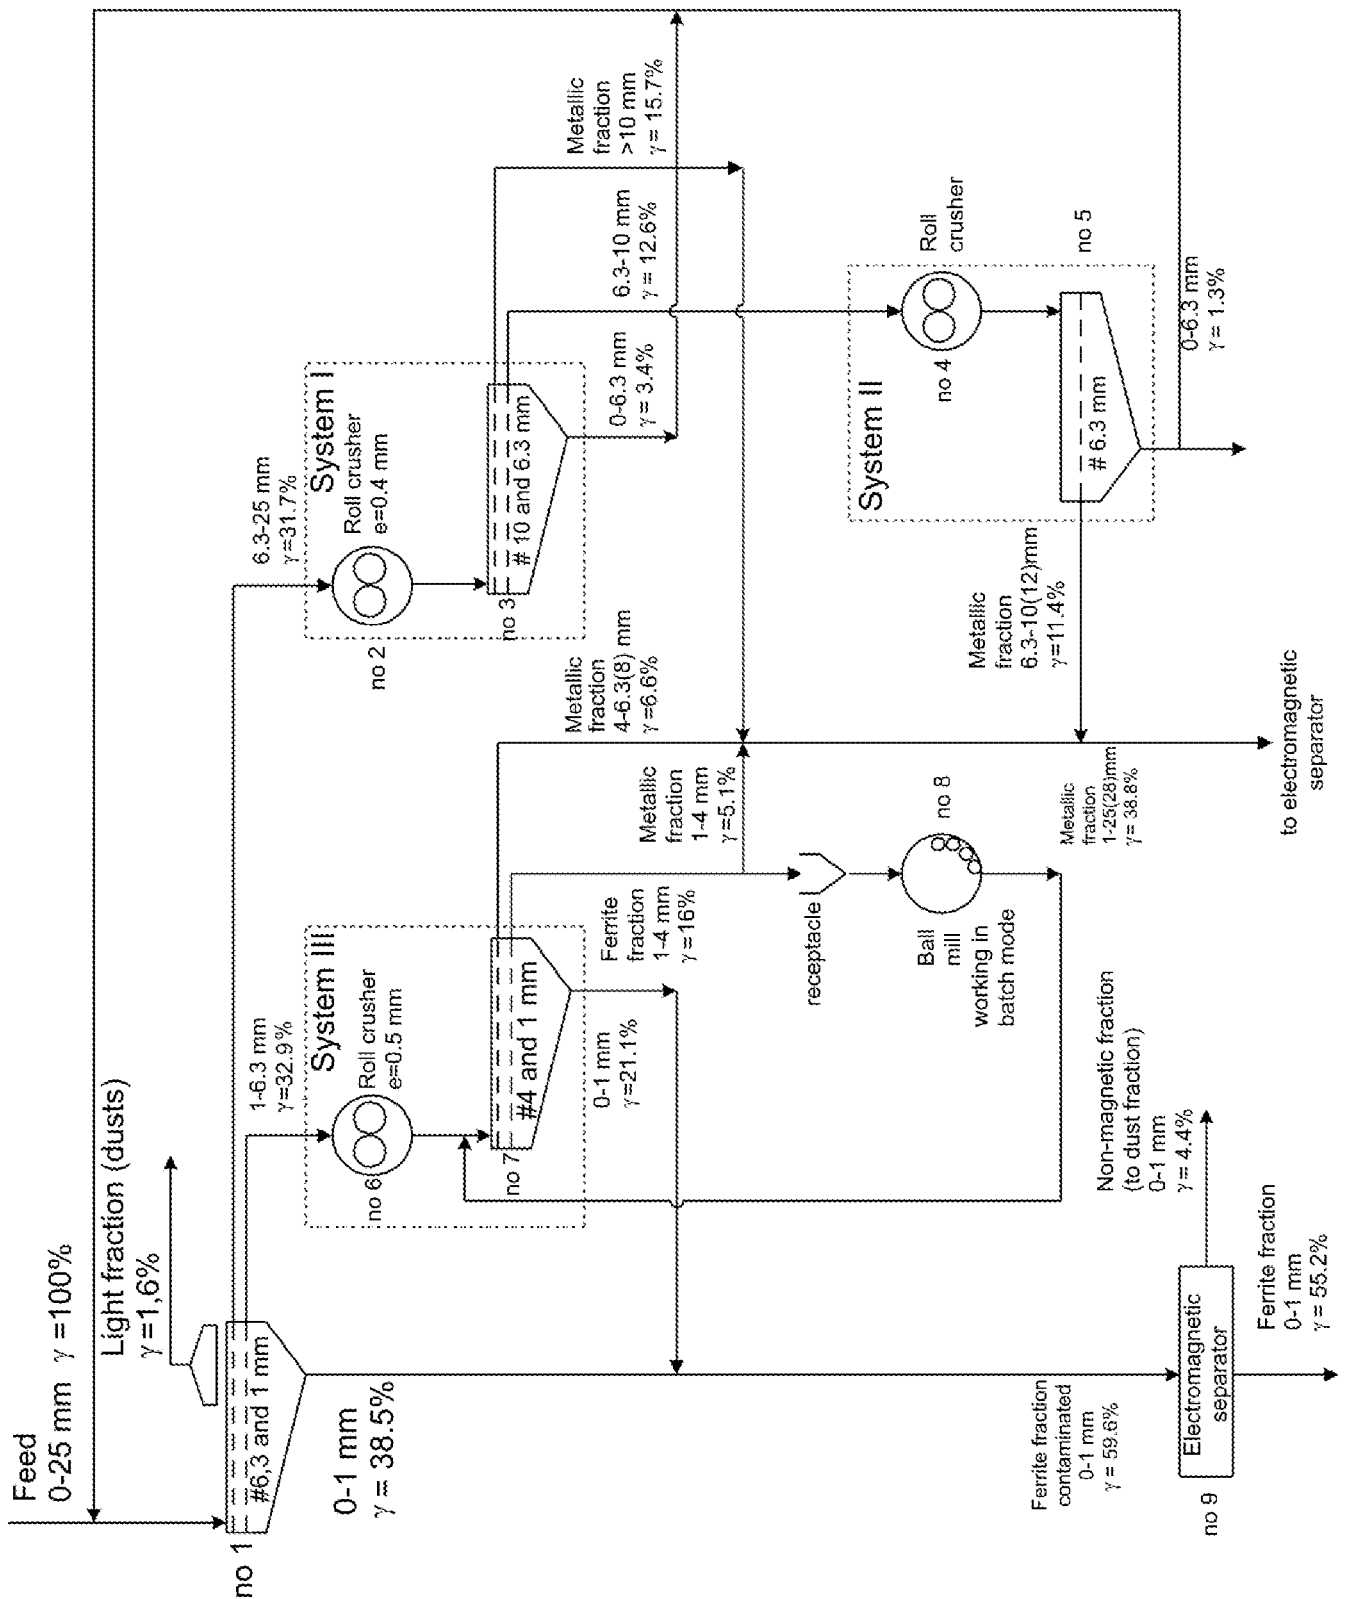 Feed
0-25 mm γ =100%
Light fraction (dusts)
γ =1,6%
no 1
#6,3 and 1 mm
0-1 mm
γ = 38.5%
6.3-25 mm
γ =31.7%
System I
Roll crusher
e=0.4 mm
no 2
# 10 and 6.3 mm
no 3
Metallic
fraction
>10 mm
γ = 15.7%
6.3-10 mm
γ = 12.6%
0-6.3 mm
γ = 3.4%
System II
Roll
crusher
no 4
no 5
# 6.3 mm
0-6.3 mm
γ = 1.3%
Metallic
fraction
6.3-10(12)mm
γ=11.4%
1-6.3 mm
γ=32.9%
System III
Roll crusher
e=0.5 mm
no 6
#4 and 1 mm
no 7
Metallic
fraction
4-6.3(8) mm
γ =6.6%
Metallic
fraction
1-4 mm
γ =5.1%
Ferrite
fraction
1-4 mm
γ =16%
0-1 mm
γ =21.1%
receptacle
no 8
Ball
mill
working in
batch mode
Metallic
fraction
1-25(28)mm
γ= 38.8%
to electromagnetic
separator
Non-magnetic fraction
(to dust fraction)
0-1 mm
γ = 4.4%
Ferrite fraction
contaminated
0-1 mm
γ = 59.6%
Electromagnetic
separator
no 9
Ferrite fraction
0-1 mm
γ = 55.2%